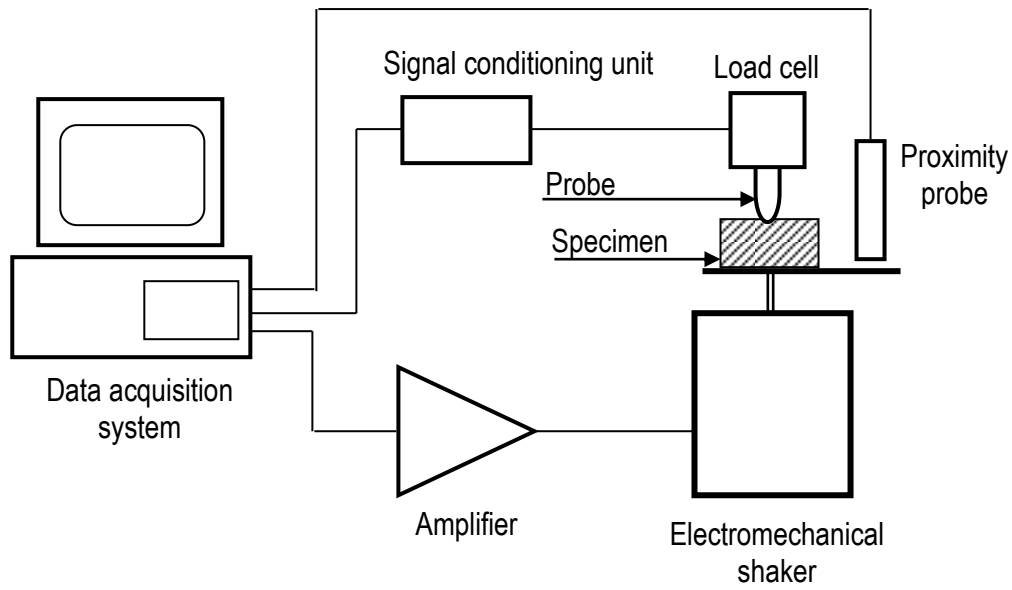 Signal conditioning unit
Load cell
Proximity
probe
Probe
Specimen
Data acquisition
system
Amplifier
Electromechanical
shaker